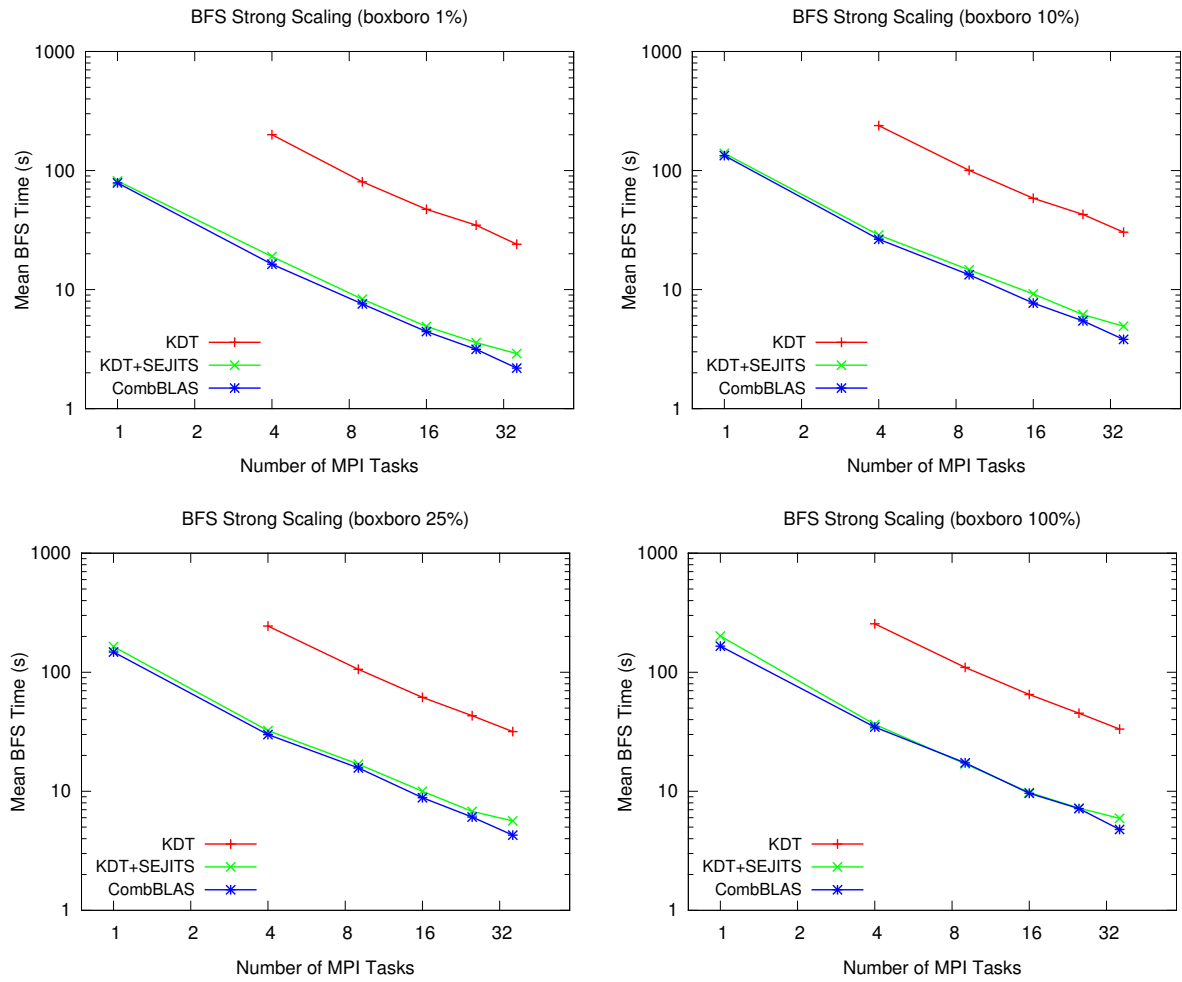 BFS Strong Scaling (boxboro 1%)
1000
100
10
1
Mean BFS Time (s)
KDT
KDT+SEJITS
CombBLAS
1 2 4 8 16 32
Number of MPI Tasks
BFS Strong Scaling (boxboro 10%)
1000
100
10
1
Mean BFS Time (s)
KDT
KDT+SEJITS
CombBLAS
1 2 4 8 16 32
Number of MPI Tasks
BFS Strong Scaling (boxboro 25%)
1000
100
10
1
Mean BFS Time (s)
KDT
KDT+SEJITS
CombBLAS
1 2 4 8 16 32
Number of MPI Tasks
BFS Strong Scaling (boxboro 100%)
1000
100
10
1
Mean BFS Time (s)
KDT
KDT+SEJITS
CombBLAS
1 2 4 8 16 32
Number of MPI Tasks